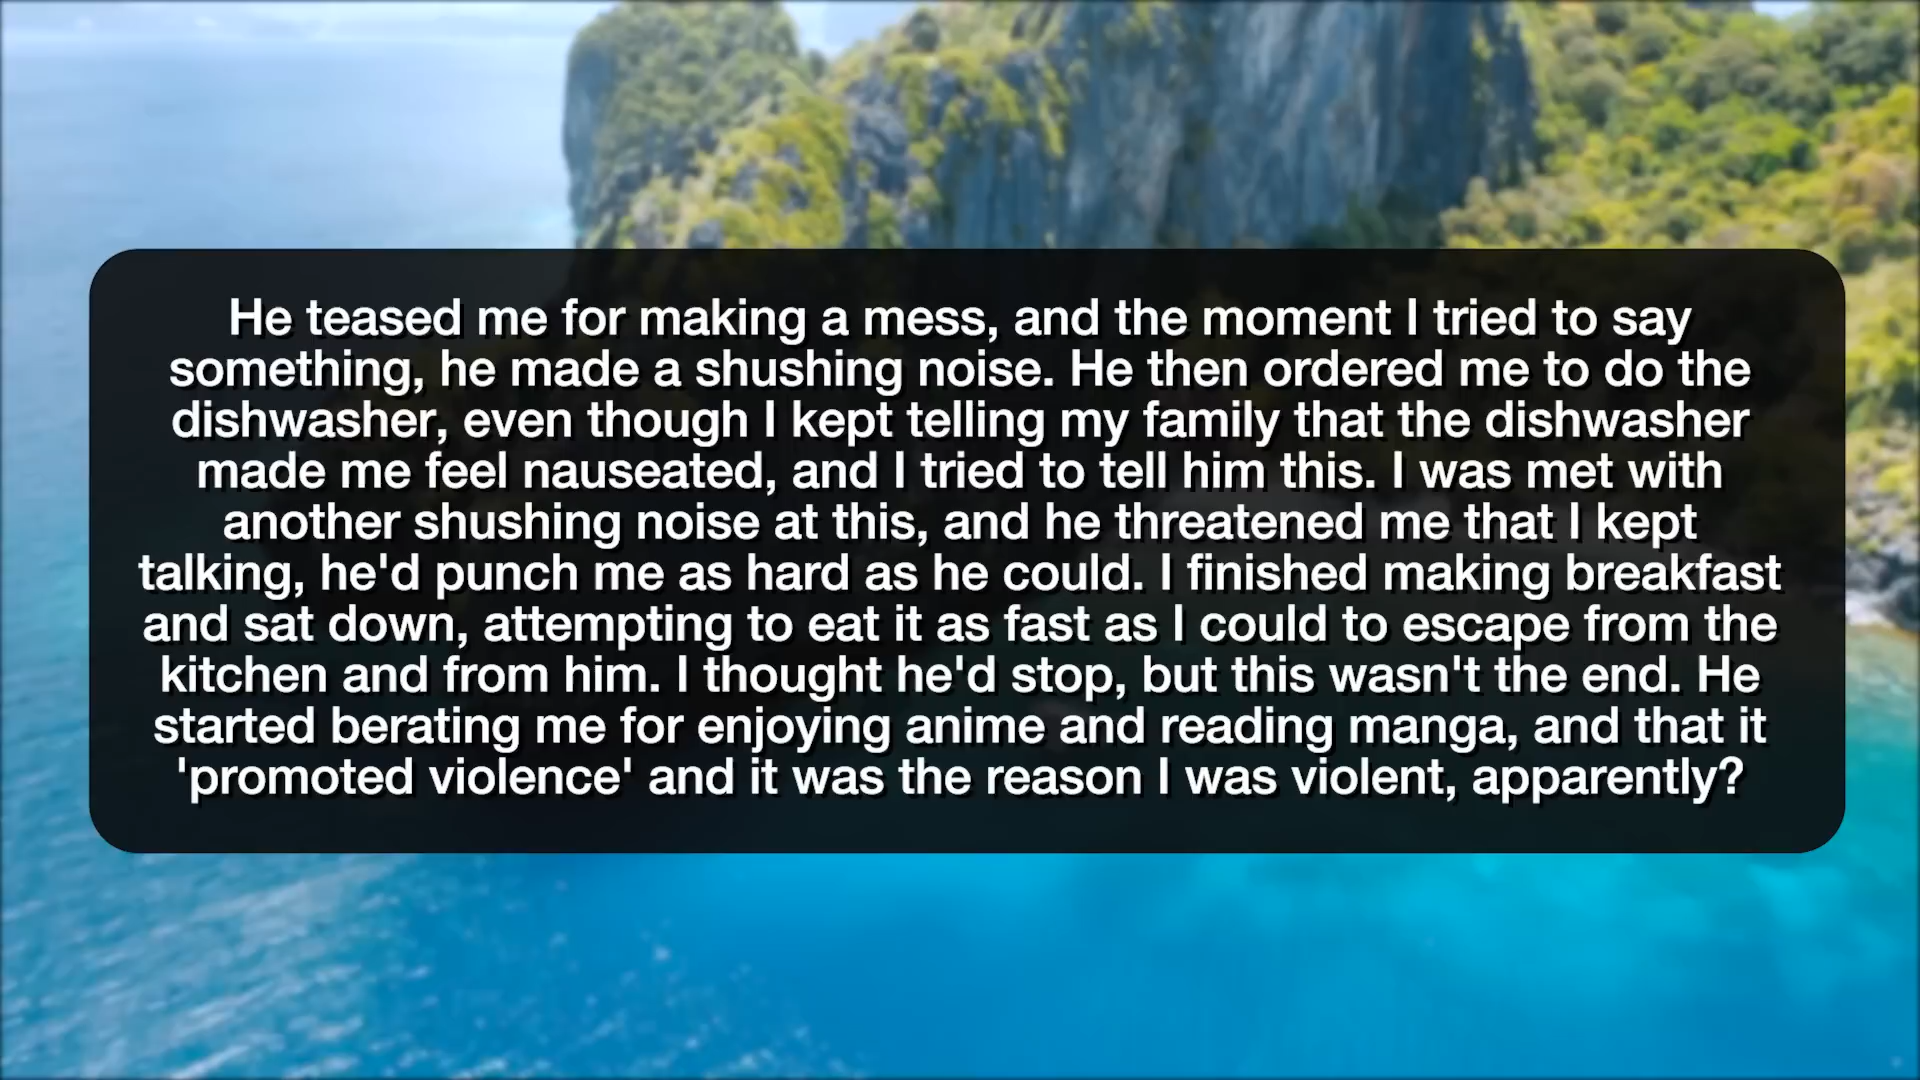 He teased me for making a mess, and the moment I tried to say
something, he made a shushing noise. He then ordered me to do the
dishwasher, even though I kept telling my family that the dishwasher
made me feel nauseated, and I tried to tell him this. I was met with
another shushing noise at this, and he threatened me that I kept
talking, he'd punch me as hard as he could. I finished making breakfast
and sat down, attempting to eat it as fast as I could to escape from the
kitchen and from him. I thought he'd stop, but this wasn't the end. He
started berating me for enjoying anime and reading manga, and that it
'promoted violence' and it was the reason I was violent, apparently?